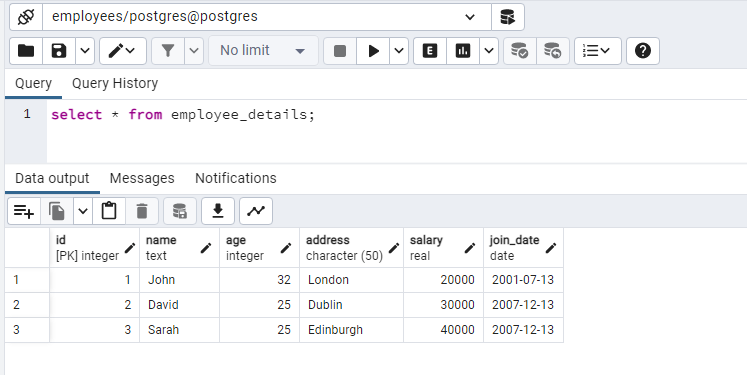 employees/postgres@postgres
No limit
E
Query Query History
1 select * from employee_details;
Data output Messages Notifications
id name age address salary join_date
[PK] integer text integer character (50) real date
1 1 John 32 London 20000 2001-07-13
2 2 David 25 Dublin 30000 2007-12-13
3 3 Sarah 25 Edinburgh 40000 2007-12-13